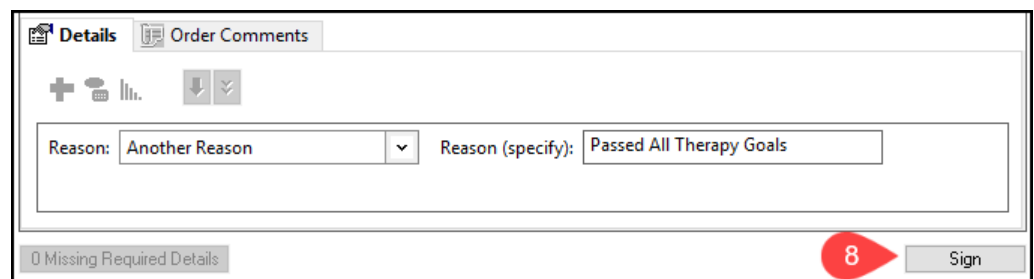 Details Order Comments
Reason: Another Reason Reason (specify): Passed All Therapy Goals
0 Missing Required Details 8 Sign